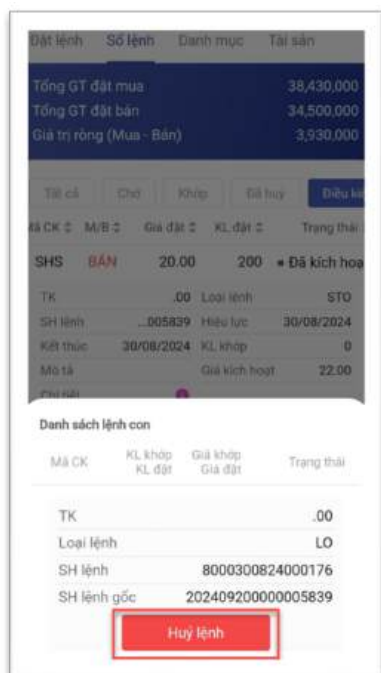 Đặt lệnh Sổ lệnh Danh mục Tài sản
Tổng GT đặt mua 38,430,000
Tổng GT đặt bán 34,500,000
Giá trị ròng (Mua - Bán) 3,930,000
Tất cả Chờ Khớp Đã huỷ Điều ki
Mã CK M/B Giá đặt KL đặt Trạng thái
SHS BÁN 20.00 200 Đã kích hoạ
TK .00 Loại lệnh STO
SH lệnh ...005839 Hiệu lực 30/08/2024
Kết thúc 30/08/2024 KL khớp 0
Mô tả Giá kích hoạt 22.00
Chi tiết
Danh sách lệnh con
Mã CK KL khớp Giá khớp Trạng thái
KL đặt Giá đặt
TK .00
Loại lệnh LO
SH lệnh 8000300824000176
SH lệnh gốc 202409200000005839
Huỷ lệnh